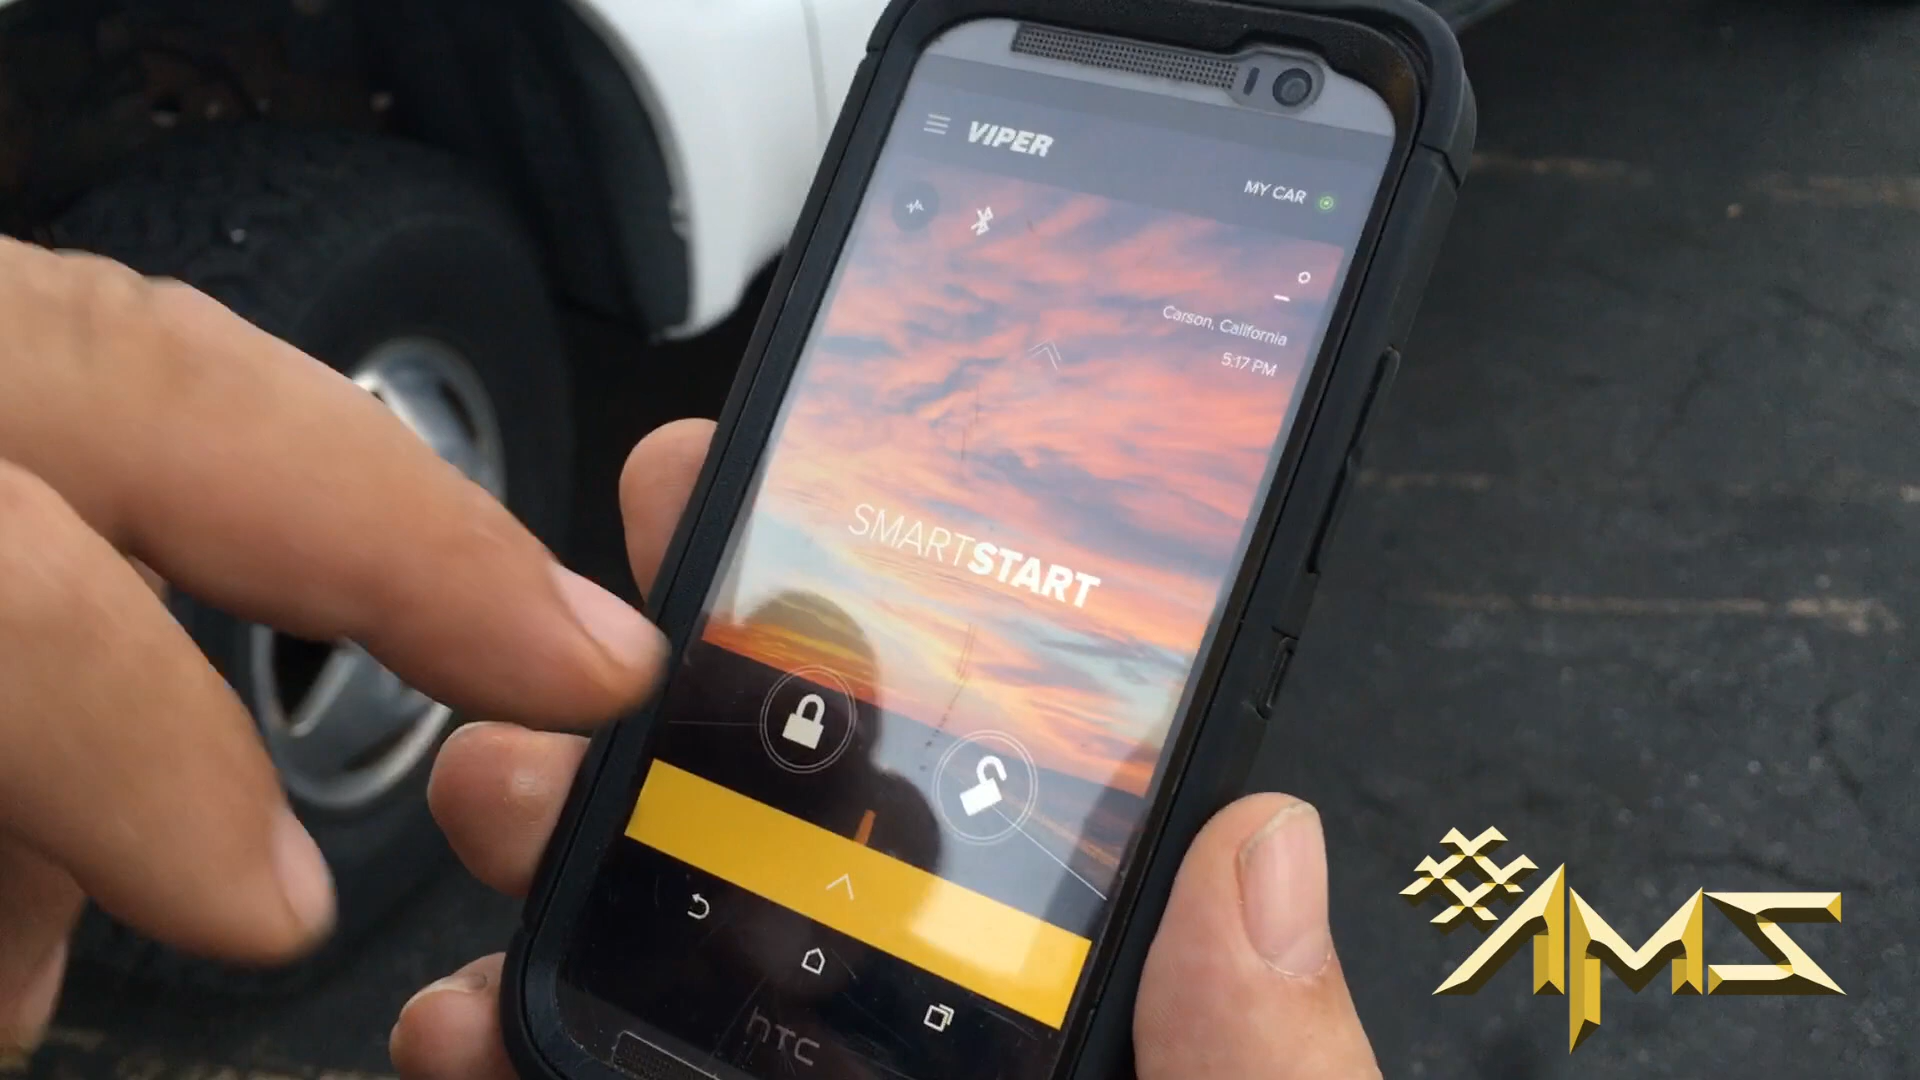 VIPER
MY CAR
Carson, California
5:17 PM
SMARTSTART
hTC
AMS